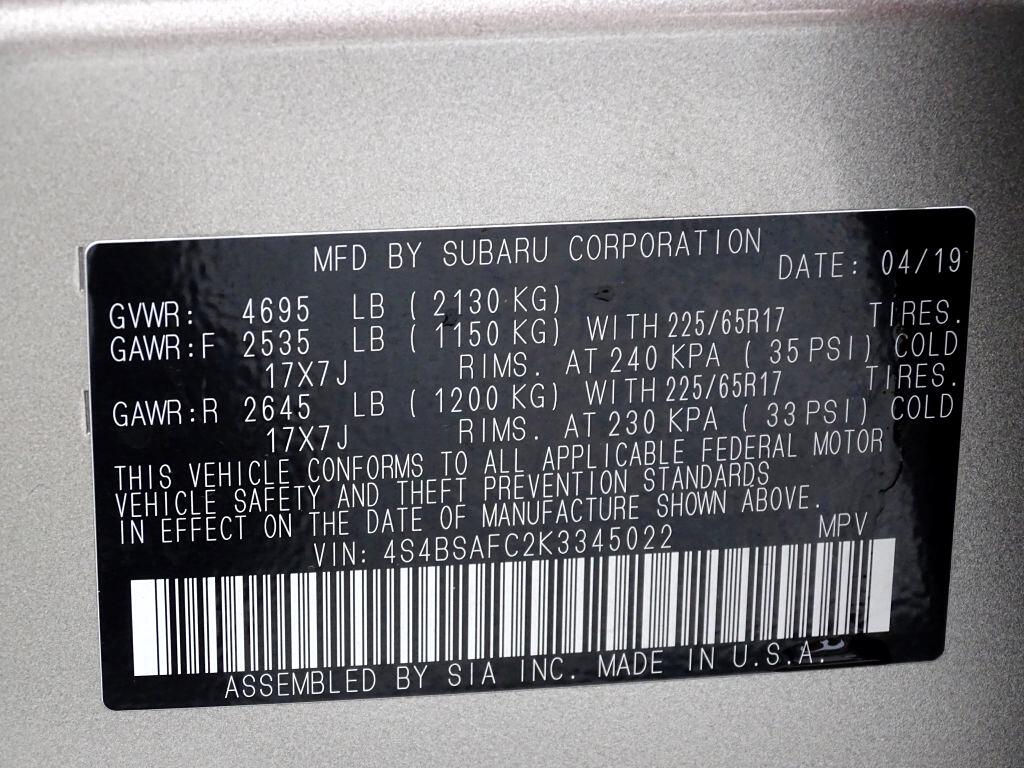 MFD BY SUBARU CORPORATION
DATE: 04/19
GVWR: 4695 LB ( 2130 KG)
GAWR:F 2535 LB ( 1150 KG) WITH 225/65R17 TIRES.
17X7J RIMS. AT 240 KPA ( 35 PSI) COLD
GAWR:R 2645 LB ( 1200 KG) WITH 225/65R17 TIRES.
17X7J RIMS. AT 230 KPA ( 33 PSI) COLD
THIS VEHICLE CONFORMS TO ALL APPLICABLE FEDERAL MOTOR
VEHICLE SAFETY AND THEFT PREVENTION STANDARDS
IN EFFECT ON THE DATE OF MANUFACTURE SHOWN ABOVE.
VIN: 4S4BSAFC2K3345022 MPV
ASSEMBLED BY SIA INC. MADE IN U.S.A.